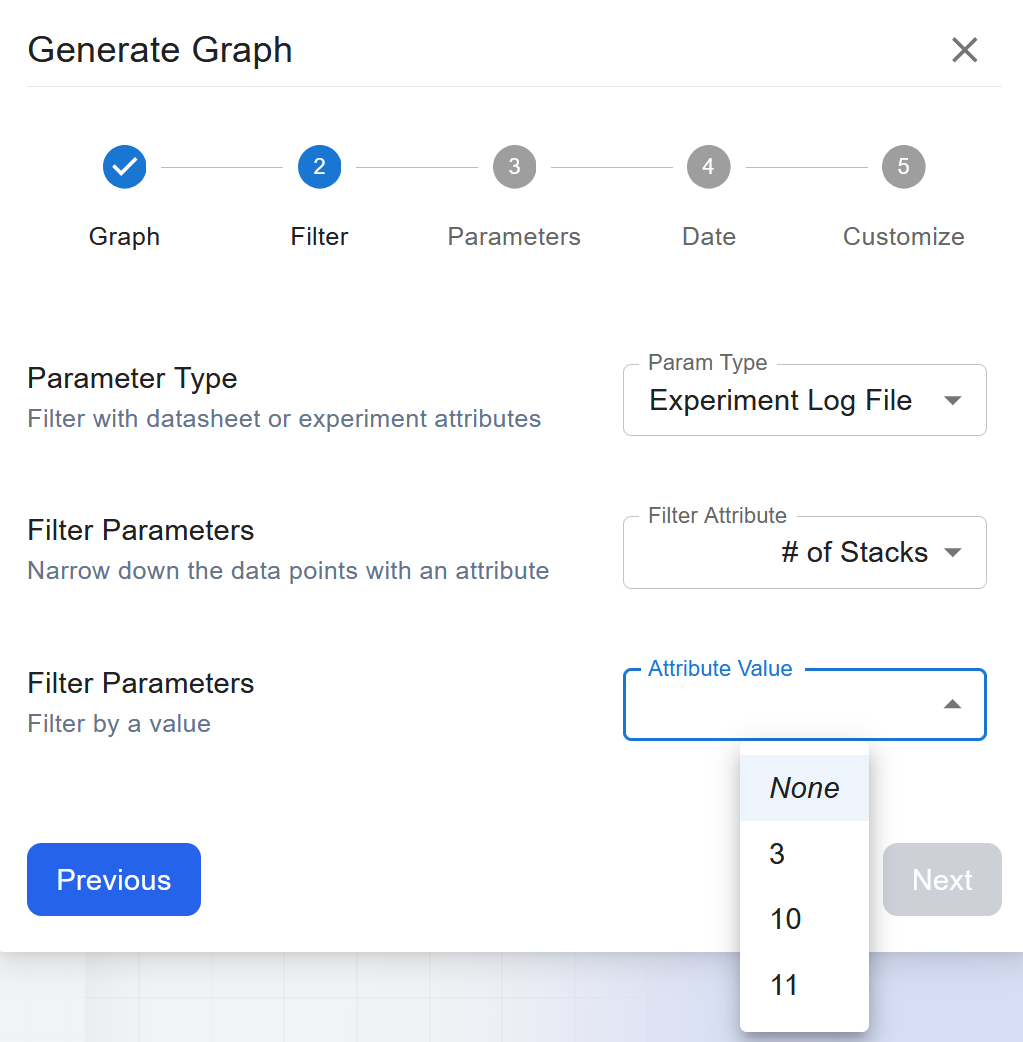 Generate Graph
2
3
4
5
Graph
Filter
Parameters
Date
Customize
Parameter Type
Filter with datasheet or experiment attributes
Param Type
Experiment Log File
Filter Parameters
Narrow down the data points with an attribute
Filter Attribute
# of Stacks
Filter Parameters
Filter by a value
Attribute Value
None
3
10
11
Previous
Next